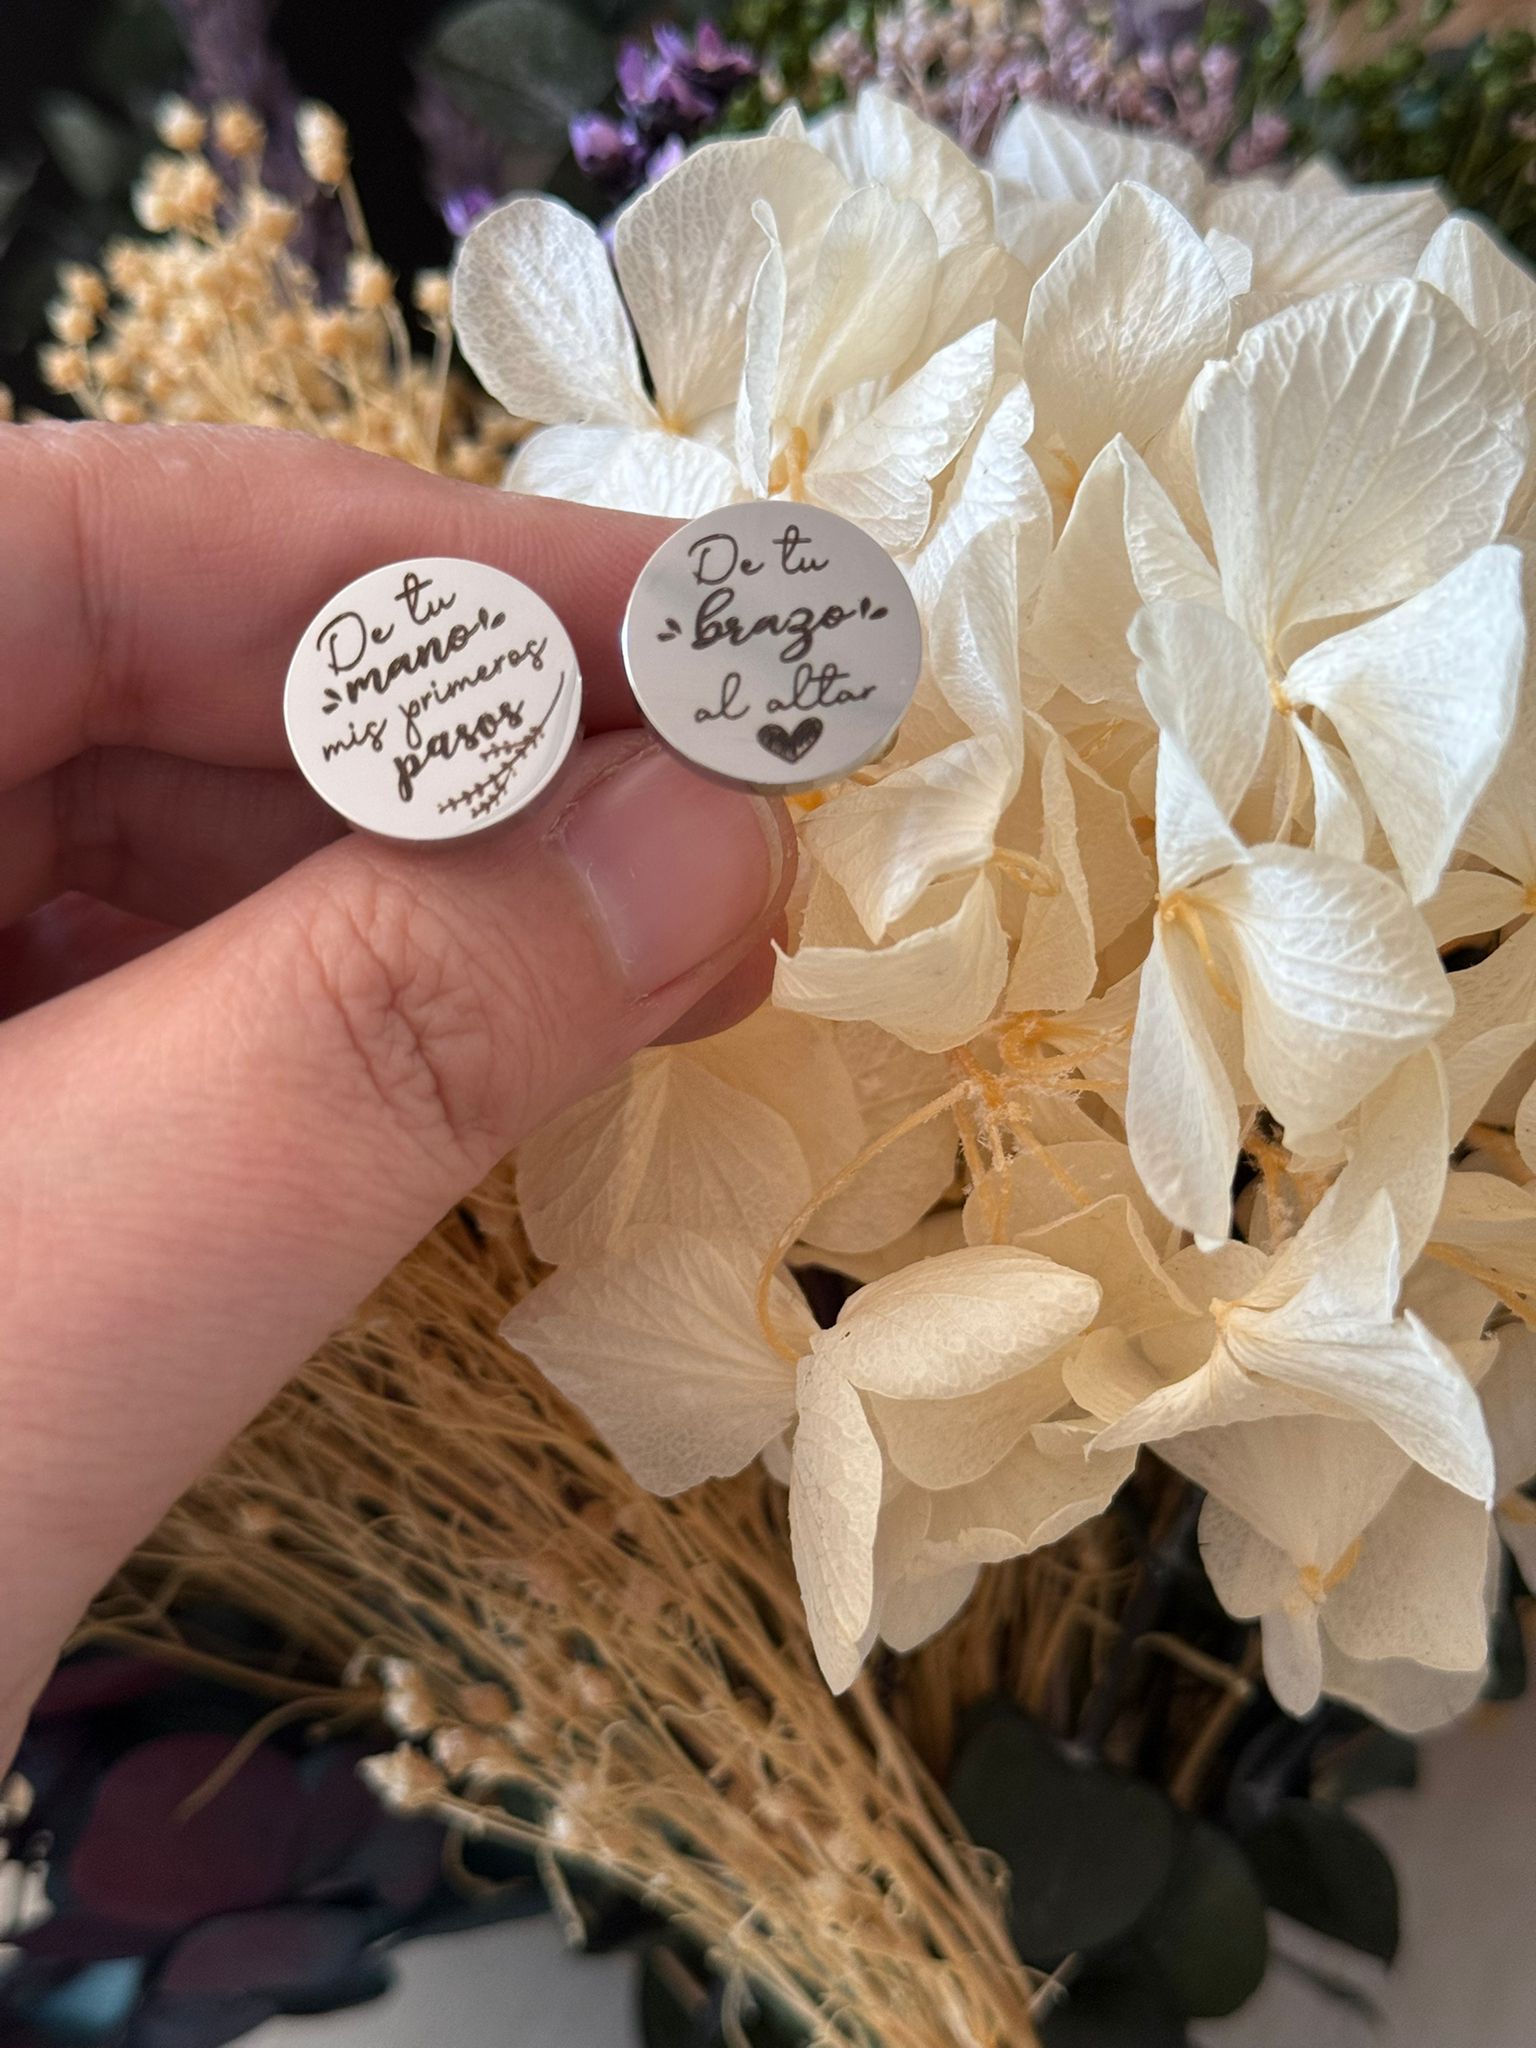 De tu
mano
mis primeros
pasos
De tu
brazo
al altar